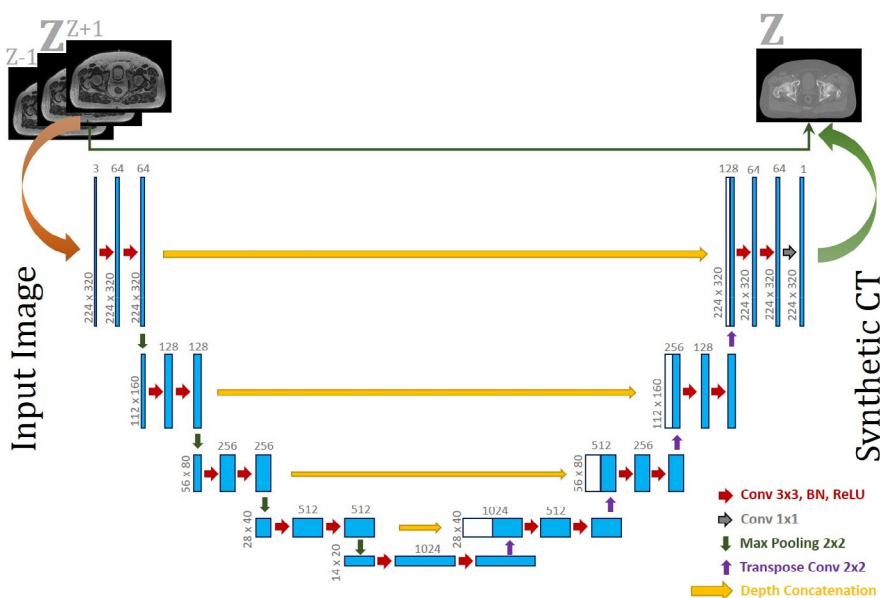 Z-1
Z
Z+1
Z
Input Image
Synthetic CT
3
64
64
224 x 320
224 x 320
224 x 320
128
64
64
1
224 x 320
224 x 320
224 x 320
224 x 320
128
128
112 x 160
256
128
112 x 160
256
256
56 x 80
512
256
56 x 80
512
512
28 x 40
1024
512
28 x 40
1024
14 x 20
Conv 3x3, BN, ReLU
Conv 1x1
Max Pooling 2x2
Transpose Conv 2x2
Depth Concatenation